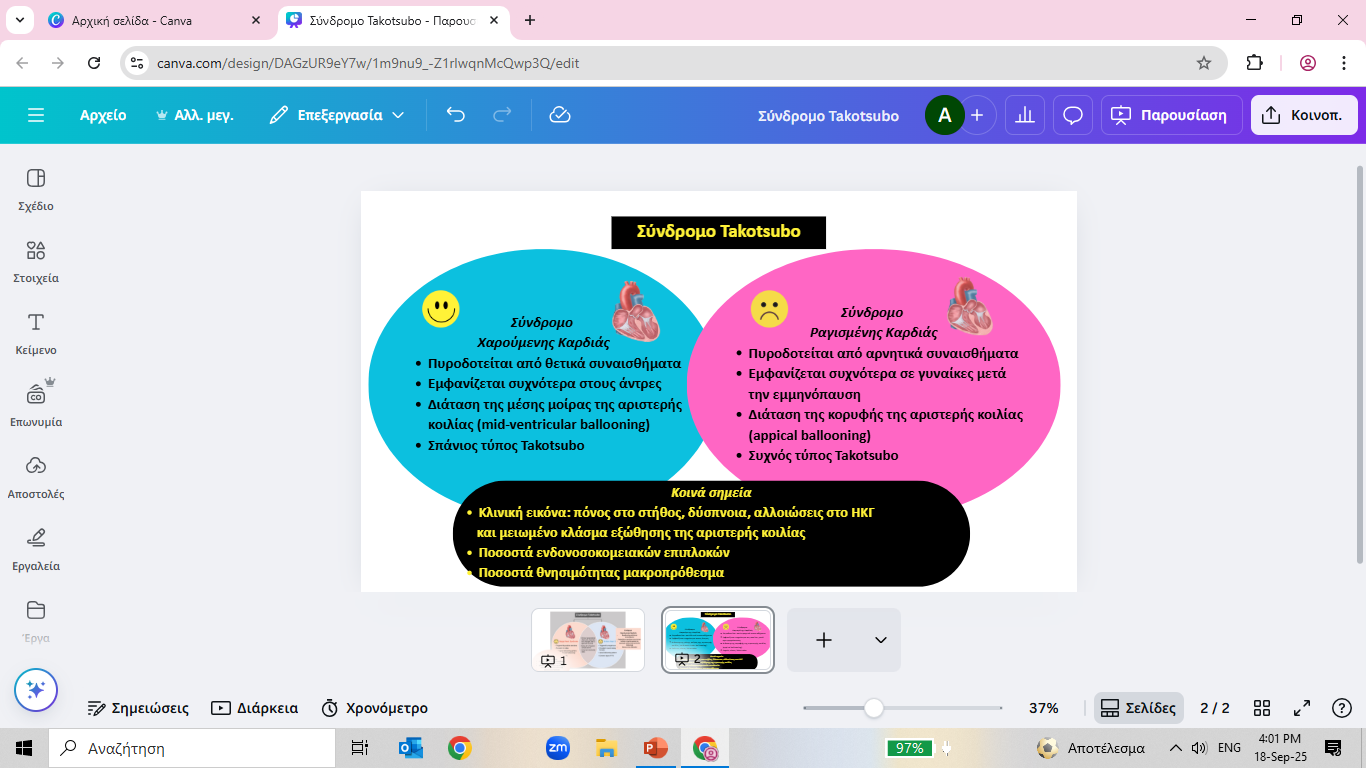 Αρχική σελίδα - Canva
Σύνδρομο Takotsubo - Παρουσ
canva.com/design/DAGzUR9eY7w/1m9nu9_-Z1rIwqnMcQwp3Q/edit
Αρχείο
Αλλ. μεγ.
Επεξεργασία
Σύνδρομο Takotsubo
A
Παρουσίαση
Κοινοπ.
Σχέδιο
Στοιχεία
Κείμενο
Επωνυμία
Αποστολές
Εργαλεία
Έργα
Σύνδρομο Takotsubo
Σύνδρομο
Χαρούμενης Καρδιάς
• Πυροδοτείται από θετικά συναισθήματα
• Εμφανίζεται συχνότερα στους άντρες
• Διάταση της μέσης μοίρας της αριστερής
κοιλίας (mid-ventricular ballooning)
• Σπάνιος τύπος Takotsubo
Σύνδρομο
Ραγισμένης Καρδιάς
• Πυροδοτείται από αρνητικά συναισθήματα
• Εμφανίζεται συχνότερα σε γυναίκες μετά
την εμμηνόπαυση
• Διάταση της κορυφής της αριστερής κοιλίας
(appical ballooning)
• Συχνός τύπος Takotsubo
Κοινά σημεία
• Κλινική εικόνα: πόνος στο στήθος, δύσπνοια, αλλοιώσεις στο ΗΚΓ
και μειωμένο κλάσμα εξώθησης της αριστερής κοιλίας
• Ποσοστά ενδονοσοκομειακών επιπλοκών
• Ποσοστά θνησιμότητας μακροπρόθεσμα
1
2
Σημειώσεις
Διάρκεια
Χρονόμετρο
37%
Σελίδες
2 / 2
Αναζήτηση
97%
Αποτέλεσμα
ENG
4:01 PM
18-Sep-25